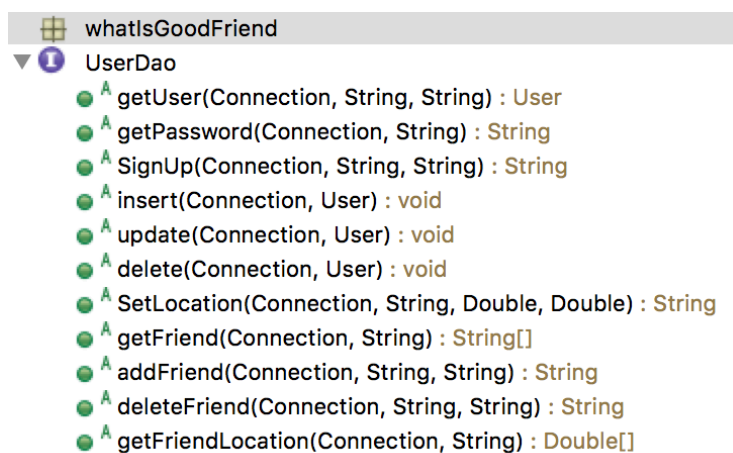 whatIsGoodFriend
I UserDao
A getUser(Connection, String, String) : User
A getPassword(Connection, String) : String
A SignUp(Connection, String, String) : String
A insert(Connection, User) : void
A update(Connection, User) : void
A delete(Connection, User) : void
A SetLocation(Connection, String, Double, Double) : String
A getFriend(Connection, String) : String[]
A addFriend(Connection, String, String) : String
A deleteFriend(Connection, String, String) : String
A getFriendLocation(Connection, String) : Double[]